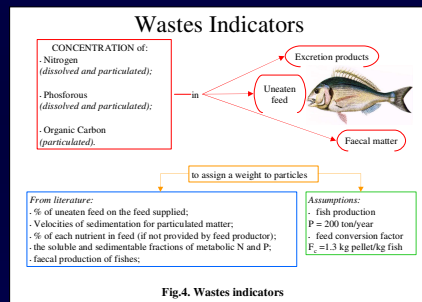 Wastes Indicators
CONCENTRATION of:
- Nitrogen
(dissolved and particulated);
- Phosforous
(dissolved and particulated);
- Organic Carbon
(particulated).
in
Excretion products
Uneaten
feed
Faecal matter
to assign a weight to particles
From literature:
- % of uneaten feed on the feed supplied;
- Velocities of sedimentation for particulated matter;
- % of each nutrient in feed (if not provided by feed productor);
- the soluble and sedimentable fractions of metabolic N and P;
- faecal production of fishes;
Assumptions:
- fish production
P = 200 ton/year
- feed conversion factor
Fc =1.3 kg pellet/kg fish
Fig.4. Wastes indicators